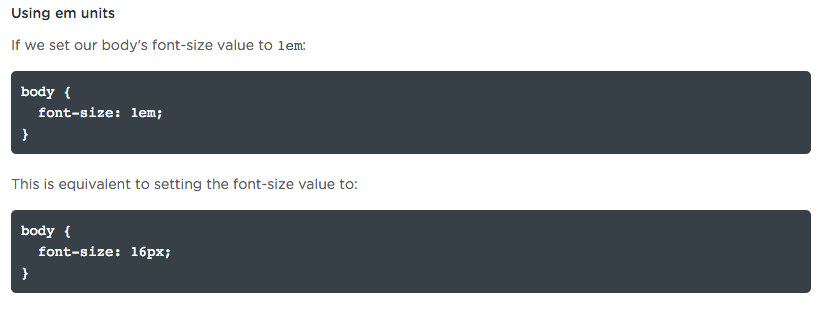 Using em units
If we set our body's font-size value to 1em:
body {
  font-size: 1em;
}
This is equivalent to setting the font-size value to:
body {
  font-size: 16px;
}